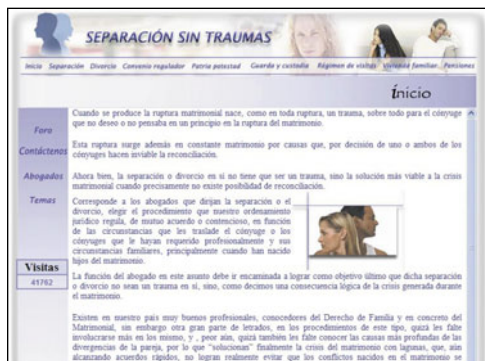 SEPARACIÓN SIN TRAUMAS
Inicio Separación Divorcio Convenio regulador Patria potestad Guarda y custodia Régimen de visitas Vivienda familiar Pensiones
inicio
Foro
Contáctenos
Abogados
Temas
Visitas
41762
Cuando se produce la ruptura matrimonial nace, como en toda ruptura, un trauma, sobre todo para el cónyuge
que no deseo o no pensaba en un principio en la ruptura del matrimonio.
Esta ruptura surge además en constante matrimonio por causas que, por decisión de uno o ambos de los
cónyuges hacen inviable la reconciliación.
Ahora bien, la separación o divorcio en si no tiene que ser un trauma, sino la solución más viable a la crisis
matrimonial cuando precisamente no existe posibilidad de reconciliación.
Corresponde a los abogados que dirijan la separación o el
divorcio, elegir el procedimiento que nuestro ordenamiento
jurídico regula, de mutuo acuerdo o contencioso, en función
de las circunstancias que les traslade el cónyuge o los
cónyuges que le hayan requerido profesionalmente y sus
circunstancias familiares, principalmente cuando han nacido
hijos del matrimonio.
La función del abogado en este asunto debe ir encaminada a lograr como objetivo último que dicha separación
o divorcio no sean un trauma en sí, sino, como decimos una consecuencia lógica de la crisis generada durante
el matrimonio.
Existen en nuestro país muy buenos profesionales, conocedores del Derecho de Familia y en concreto del
Matrimonial, sin embargo otra gran parte de letrados, en los procedimientos de este tipo, quizá les falte
involucrarse más en los mismo, y , peor aún, quizá también les falte conocer las causas más profundas de las
divergencias de la pareja, por lo que "solucionan" finalmente la crisis del matrimonio con lagunas, que, aún
alcanzando acuerdos rápidos, no logran realmente evitar que los conflictos nacidos en el matrimonio se